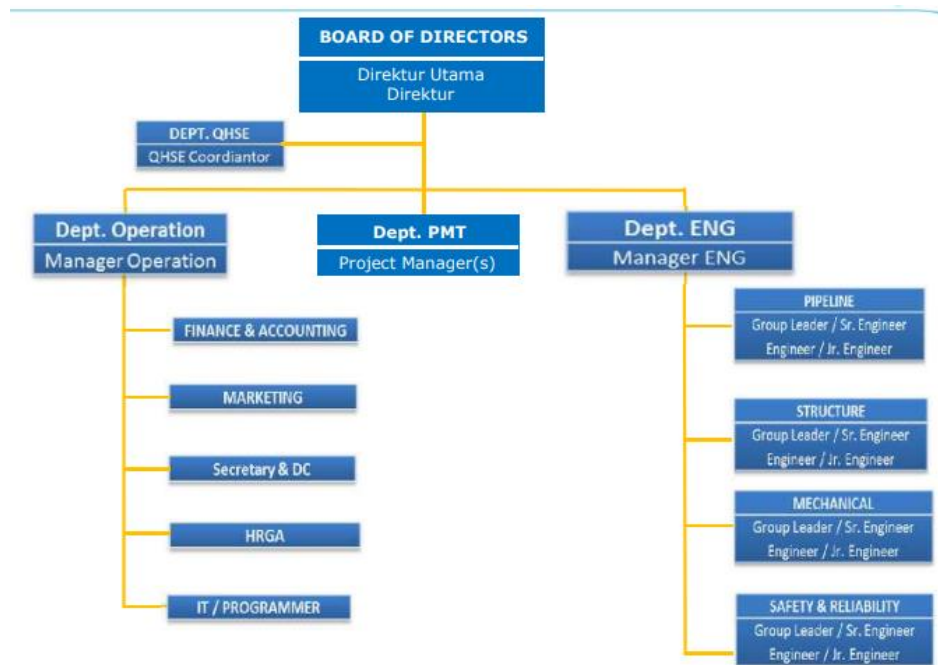 BOARD OF DIRECTORS
Direktur Utama
Direktur
DEPT. QHSE
QHSE Coordiantor
Dept. Operation
Manager Operation
Dept. PMT
Project Manager(s)
Dept. ENG
Manager ENG
FINANCE & ACCOUNTING
MARKETING
Secretary & DC
HRGA
IT / PROGRAMMER
PIPELINE
Group Leader / Sr. Engineer
Engineer / Jr. Engineer
STRUCTURE
Group Leader / Sr. Engineer
Engineer / Jr. Engineer
MECHANICAL
Group Leader / Sr. Engineer
Engineer / Jr. Engineer
SAFETY & RELIABILITY
Group Leader / Sr. Engineer
Engineer / Jr. Engineer